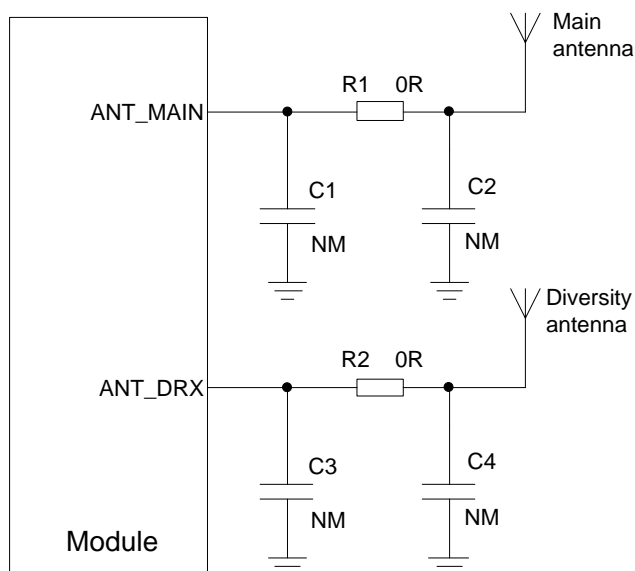 Main
antenna
R1 0R
ANT_MAIN
C1
C2
NM
NM
Diversity
antenna
R2 0R
ANT_DRX
C3
C4
NM
NM
Module